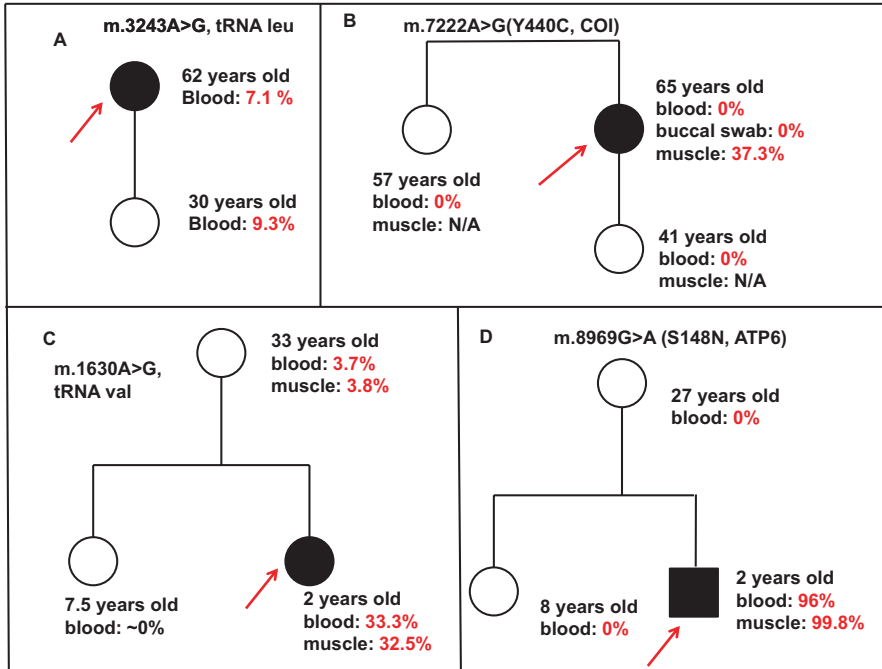 A
m.3243A>G, tRNA leu
62 years old
Blood: 7.1 %
30 years old
Blood: 9.3%
B
m.7222A>G(Y440C, COI)
65 years old
blood: 0%
buccal swab: 0%
muscle: 37.3%
57 years old
blood: 0%
muscle: N/A
41 years old
blood: 0%
muscle: N/A
C
m.1630A>G,
tRNA val
33 years old
blood: 3.7%
muscle: 3.8%
7.5 years old
blood: ~0%
2 years old
blood: 33.3%
muscle: 32.5%
D
m.8969G>A (S148N, ATP6)
27 years old
blood: 0%
8 years old
blood: 0%
2 years old
blood: 96%
muscle: 99.8%